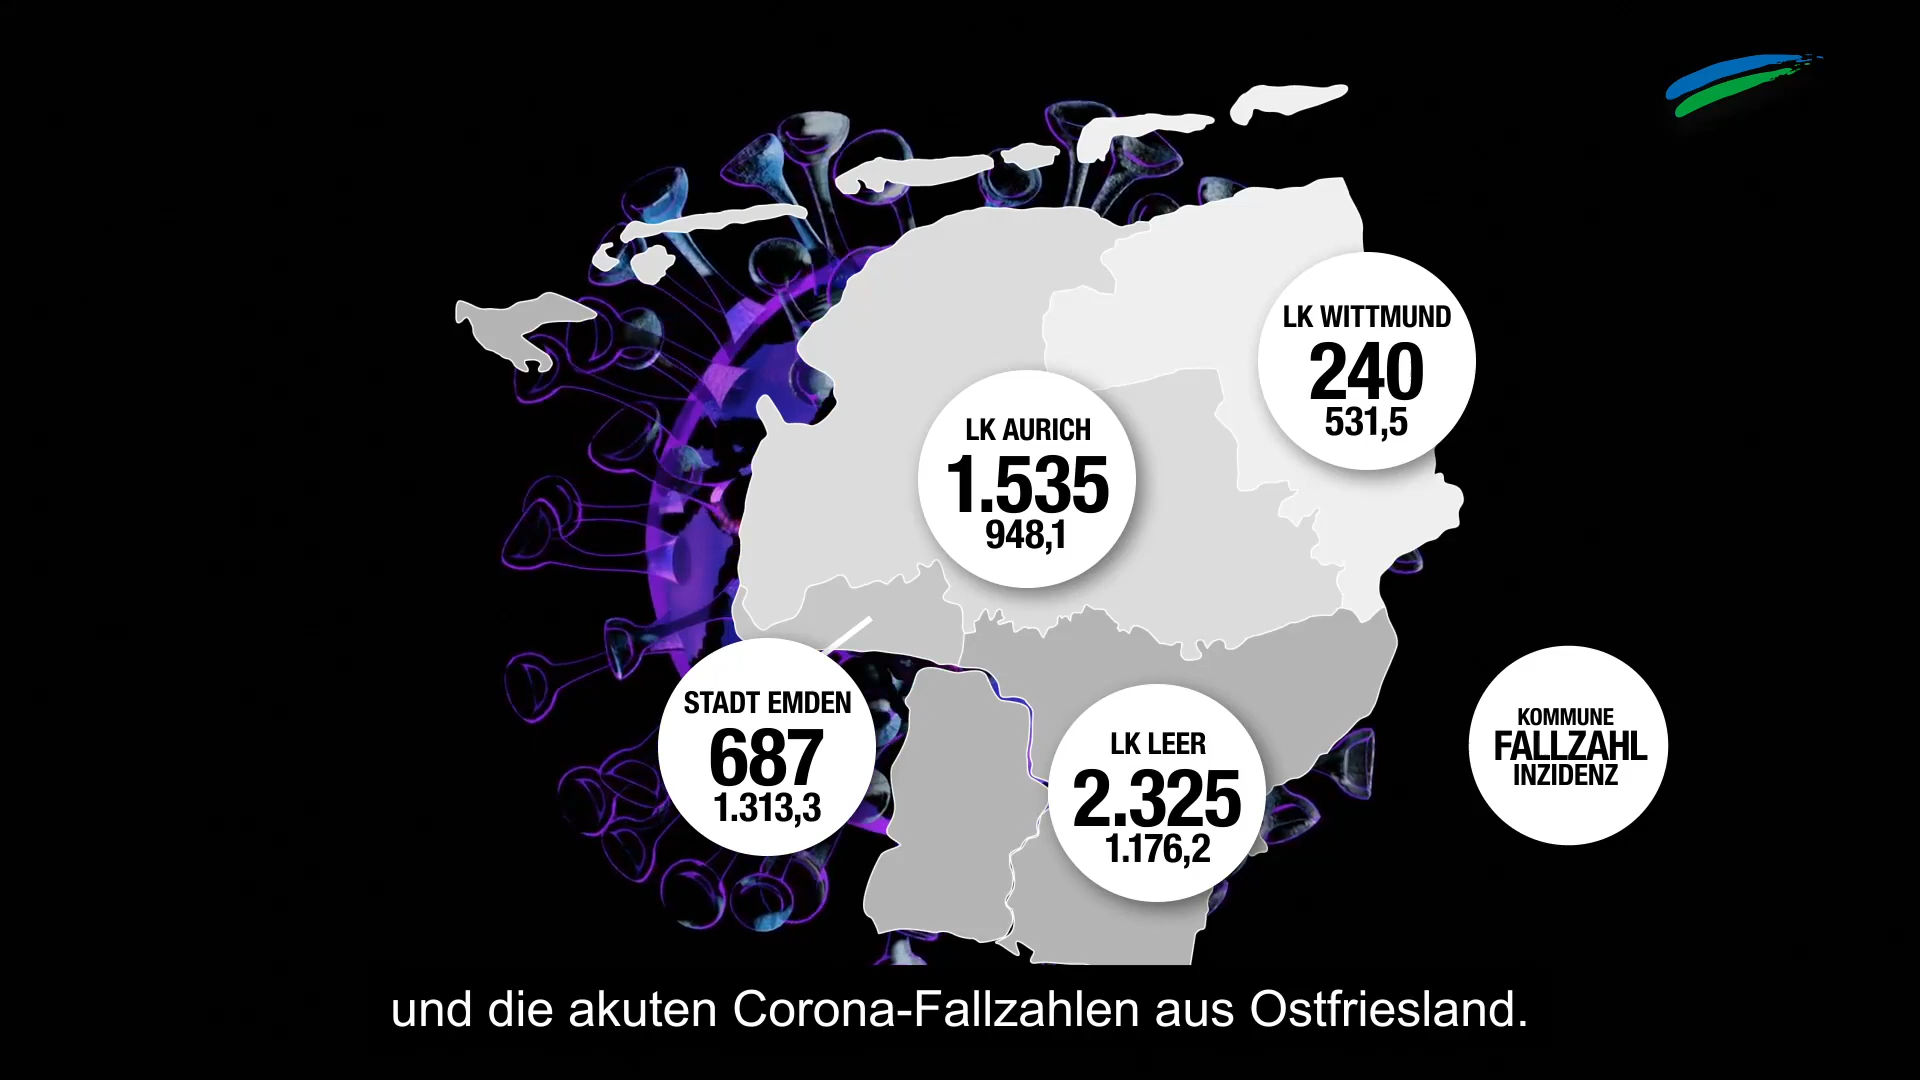 LK WITTMUND
240
531,5
LK AURICH
1.535
948,1
STADT EMDEN
687
1.313,3
LK LEER
2.325
1.176,2
KOMMUNE
FALLZAHL
INZIDENZ
und die akuten Corona-Fallzahlen aus Ostfriesland.